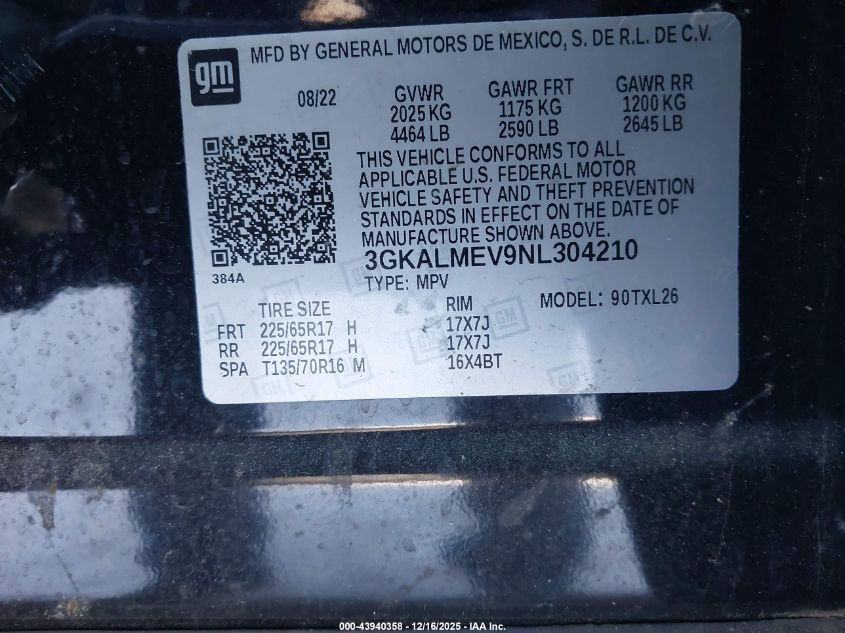 gm
MFD BY GENERAL MOTORS DE MEXICO, S. DE R.L. DE C.V.
08/22 GVWR GAWR FRT GAWR RR
2025 KG 1175 KG 1200 KG
4464 LB 2590 LB 2645 LB
THIS VEHICLE CONFORMS TO ALL
APPLICABLE U.S. FEDERAL MOTOR
VEHICLE SAFETY AND THEFT PREVENTION
STANDARDS IN EFFECT ON THE DATE OF
MANUFACTURE SHOWN ABOVE.
3GKALMEV9NL304210
384A
TYPE: MPV MODEL: 90TXL26
TIRE SIZE RIM
FRT 225/65R17 H 17X7J
RR 225/65R17 H 17X7J
SPA T135/70R16 M 16X4BT
000-43940358 - 12/16/2025 - IAA Inc.